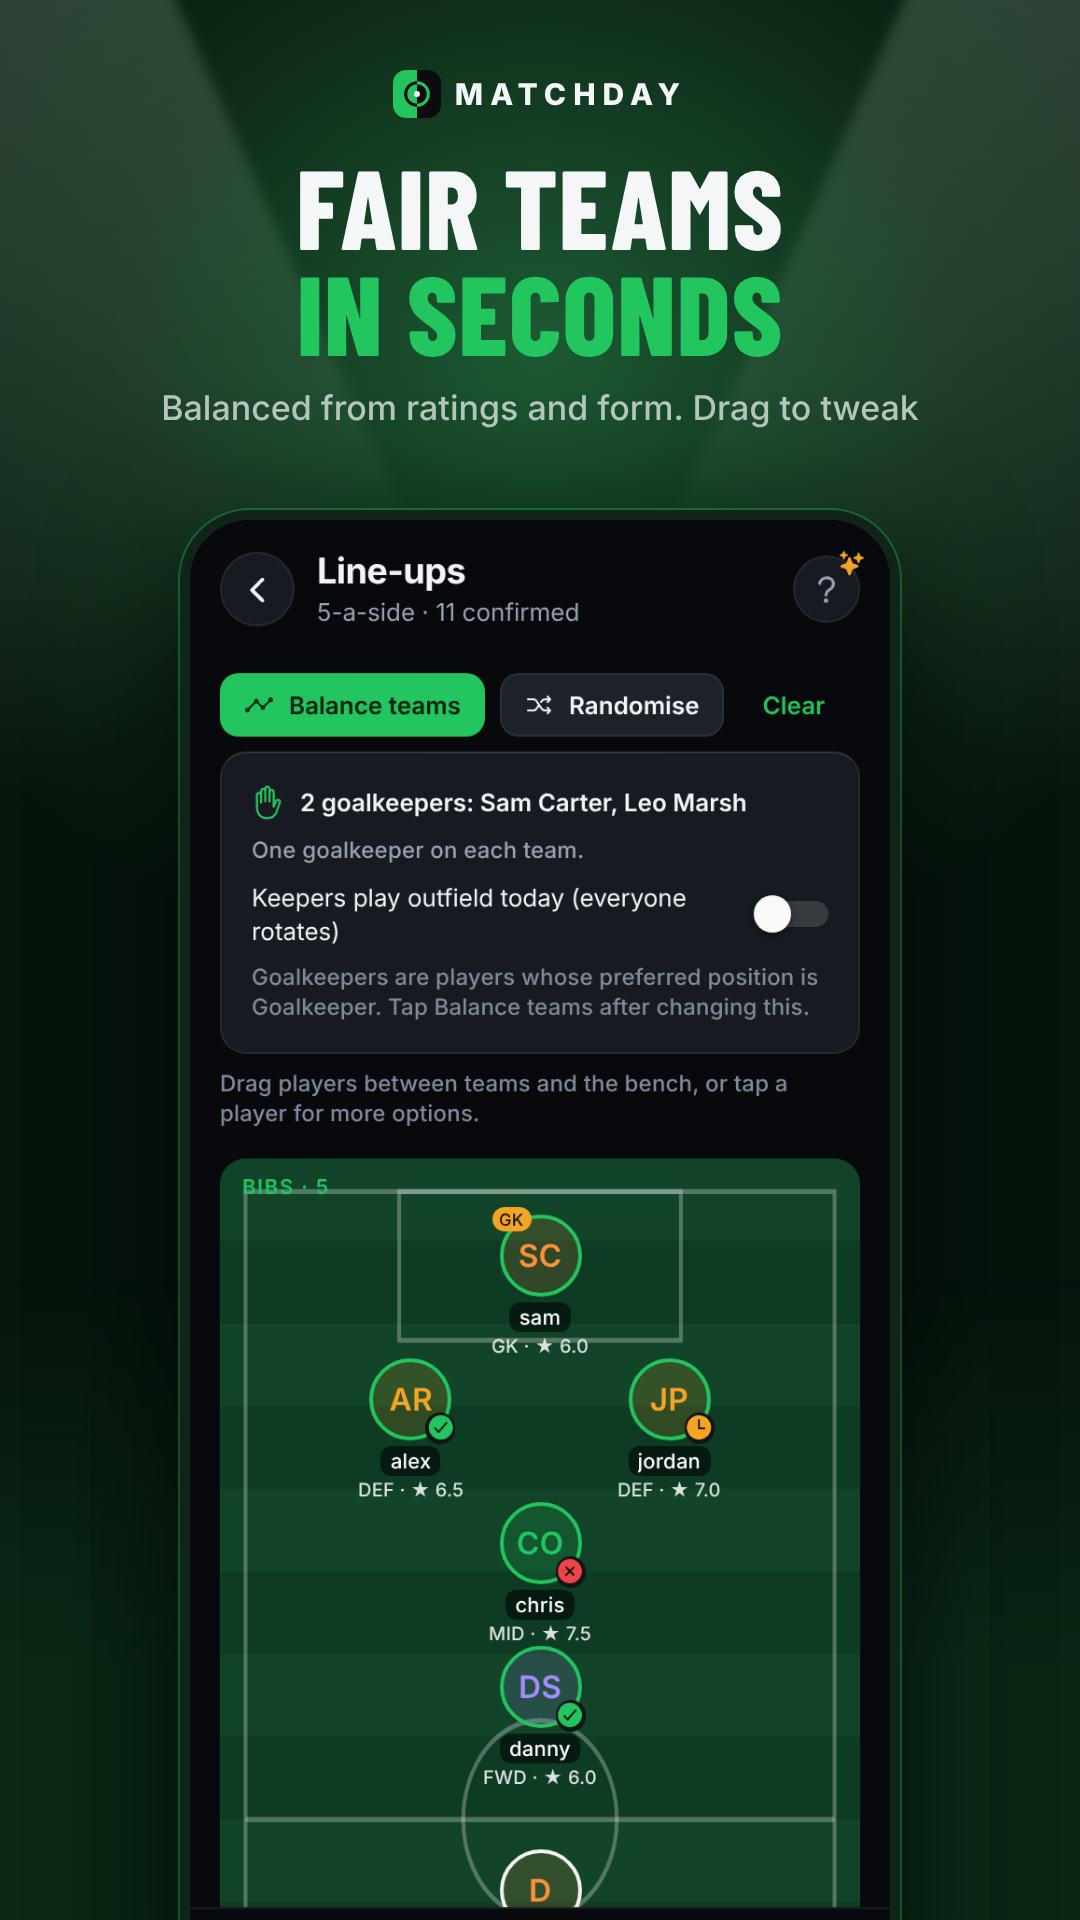 MATCHDAY
FAIR TEAMS
IN SECONDS
Balanced from ratings and form. Drag to tweak
Line-ups
5-a-side · 11 confirmed
?
Balance teams
Randomise
Clear
2 goalkeepers: Sam Carter, Leo Marsh
One goalkeeper on each team.
Keepers play outfield today (everyone
rotates)
Goalkeepers are players whose preferred position is
Goalkeeper. Tap Balance teams after changing this.
Drag players between teams and the bench, or tap a
player for more options.
BIBS · 5
GK
SC
sam
GK · ★ 6.0
AR
alex
DEF · ★ 6.5
JP
jordan
DEF · ★ 7.0
CO
chris
MID · ★ 7.5
DS
danny
FWD · ★ 6.0
D